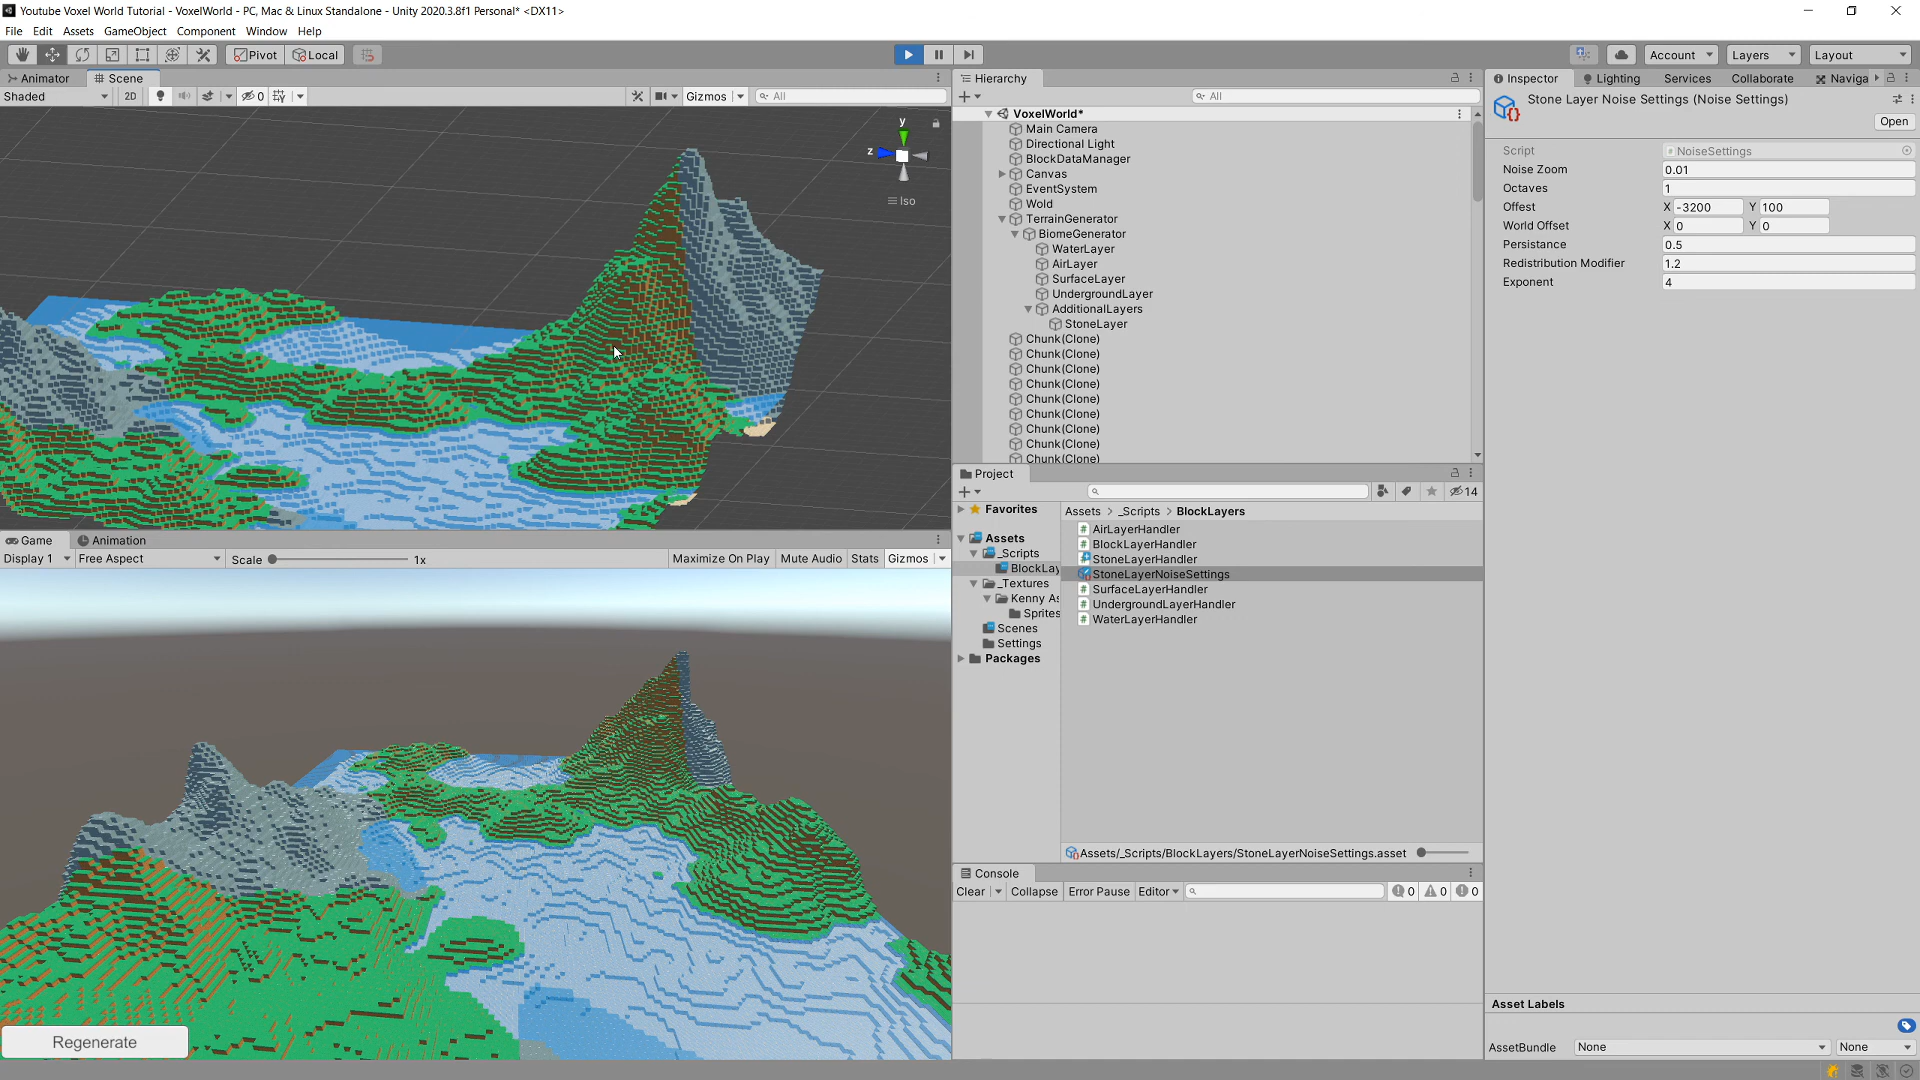 Youtube Voxel World Tutorial - VoxelWorld - PC, Mac & Linux Standalone - Unity 2020.3.8f1 Personal* <DX11>
File Edit Assets GameObject Component Window Help
Pivot Local Account Layers Layout
Animator Scene
Shaded 2D 0 Gizmos All
y
z
Iso
Game Animation
Display 1 Free Aspect Scale 1x Maximize On Play Mute Audio Stats Gizmos
Regenerate
Hierarchy
All
VoxelWorld*
Main Camera
Directional Light
BlockDataManager
Canvas
EventSystem
Wold
TerrainGenerator
BiomeGenerator
WaterLayer
AirLayer
SurfaceLayer
UndergroundLayer
AdditionalLayers
StoneLayer
Chunk(Clone)
Chunk(Clone)
Chunk(Clone)
Chunk(Clone)
Chunk(Clone)
Chunk(Clone)
Chunk(Clone)
Chunk(Clone)
Chunk(Clone)
Project
14
Favorites
Assets
_Scripts
BlockLay
_Textures
Kenny As
Sprites
Scenes
Settings
Packages
Assets > _Scripts > BlockLayers
AirLayerHandler
BlockLayerHandler
StoneLayerHandler
StoneLayerNoiseSettings
SurfaceLayerHandler
UndergroundLayerHandler
WaterLayerHandler
Assets/_Scripts/BlockLayers/StoneLayerNoiseSettings.asset
Console
Clear Collapse Error Pause Editor 0 0 0
Inspector Lighting Services Collaborate Naviga
Stone Layer Noise Settings (Noise Settings)
Open
Script NoiseSettings
Noise Zoom 0.01
Octaves 1
Offest X -3200 Y 100
World Offset X 0 Y 0
Persistance 0.5
Redistribution Modifier 1.2
Exponent 4
Asset Labels
AssetBundle None None